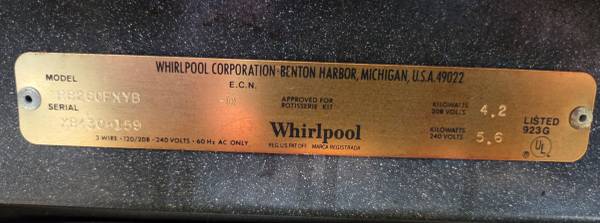 WHIRLPOOL CORPORATION-BENTON HARBOR, MICHIGAN, U.S.A. 49022
MODEL
E.C.N.
SERIAL
APPROVED FOR
ROTISSERIE KIT
KILOWATTS
208 VOLTS 4.2
Whirlpool
KILOWATTS
240 VOLTS 5.6
LISTED
923G
UL
3 WIRE - 120/208 - 240 VOLTS - 60 Hz AC ONLY
REG. U.S. PAT. OFF. MARCA REGISTRADA